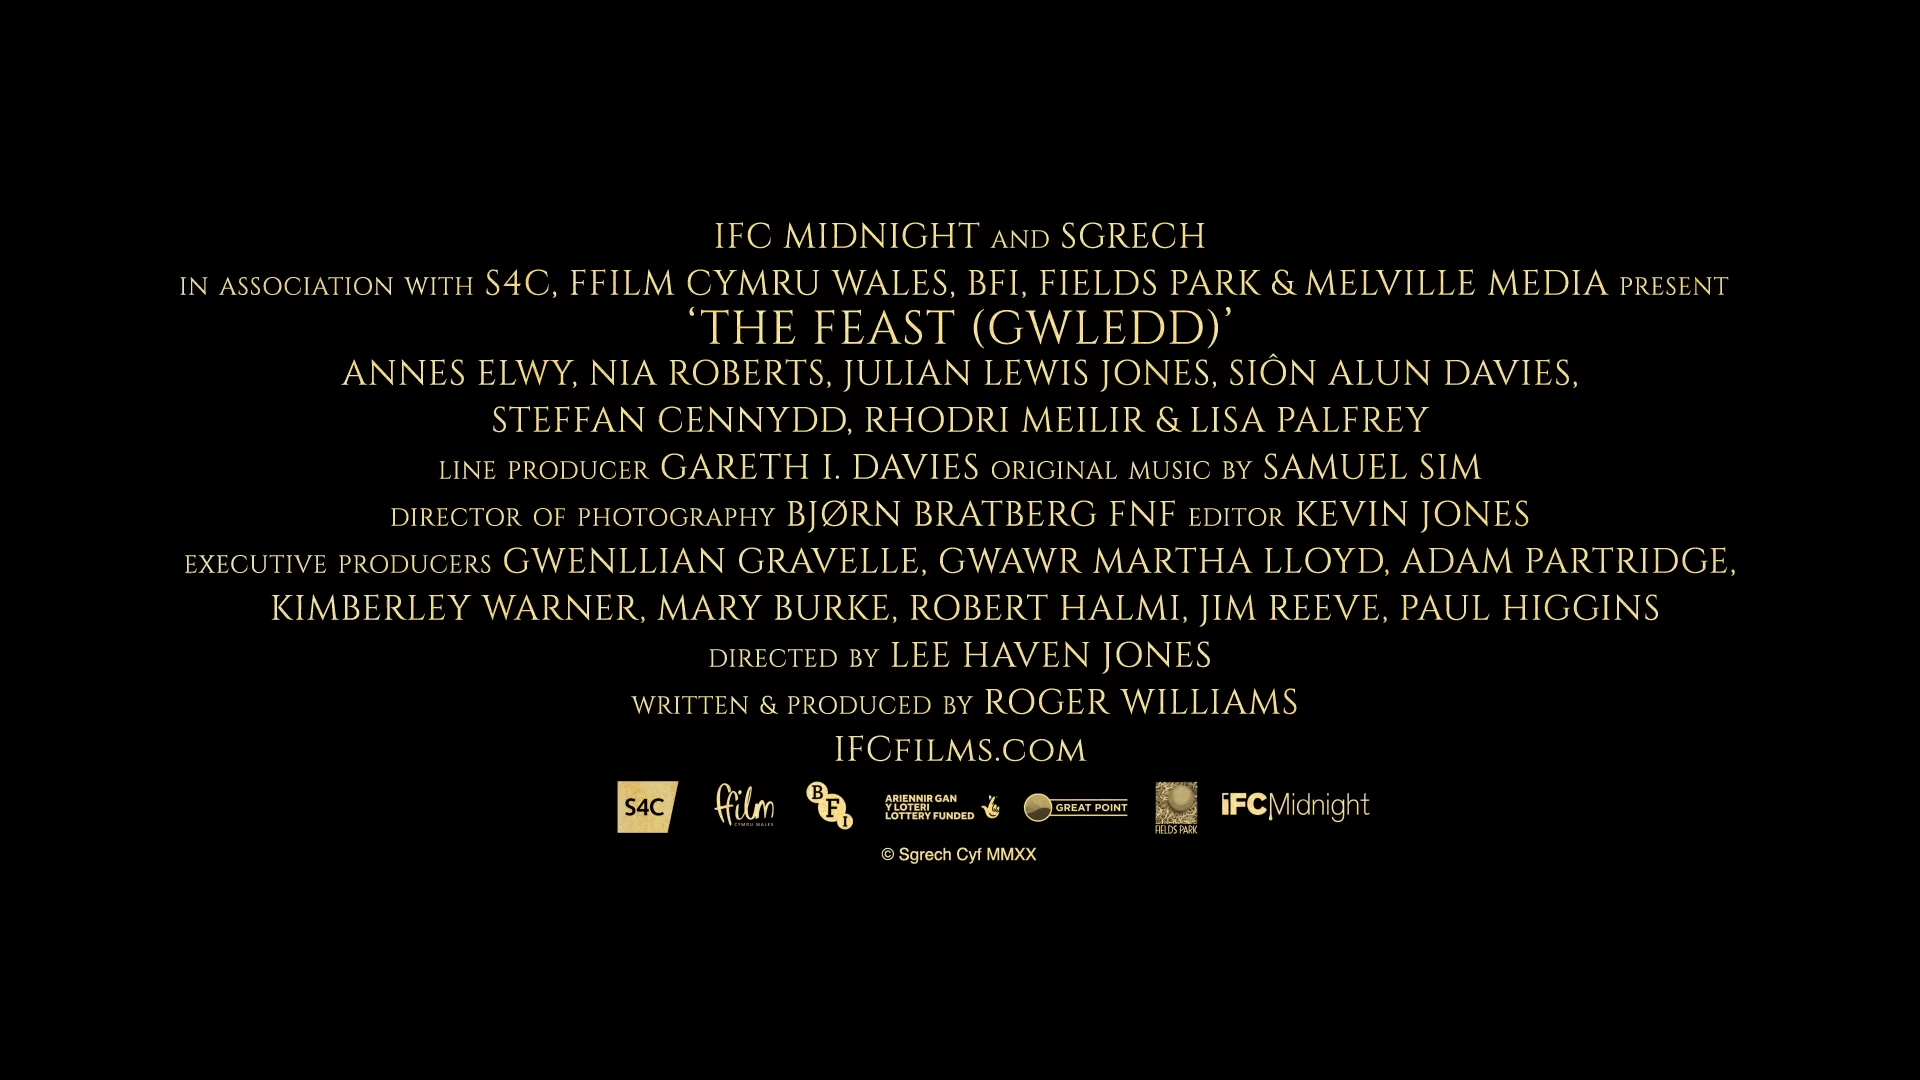 IFC MIDNIGHT AND SGRECH
IN ASSOCIATION WITH S4C, FFILM CYMRU WALES, BFI, FIELDS PARK & MELVILLE MEDIA PRESENT
‘THE FEAST (GWLEDD)’
ANNES ELWY, NIA ROBERTS, JULIAN LEWIS JONES, SIÔN ALUN DAVIES,
STEFFAN CENNYDD, RHODRI MEILIR & LISA PALFREY
LINE PRODUCER GARETH I. DAVIES ORIGINAL MUSIC BY SAMUEL SIM
DIRECTOR OF PHOTOGRAPHY BJØRN BRATBERG FNF EDITOR KEVIN JONES
EXECUTIVE PRODUCERS GWENLLIAN GRAVELLE, GWAWR MARTHA LLOYD, ADAM PARTRIDGE,
KIMBERLEY WARNER, MARY BURKE, ROBERT HALMI, JIM REEVE, PAUL HIGGINS
DIRECTED BY LEE HAVEN JONES
WRITTEN & PRODUCED BY ROGER WILLIAMS
IFCFILMS.COM
S4C
ffilm
CYMRU WALES
BFI
ARIENNIR GAN
Y LOTERI
LOTTERY FUNDED
GREAT POINT
FIELDS PARK
IFC Midnight
© Sgrech Cyf MMXX